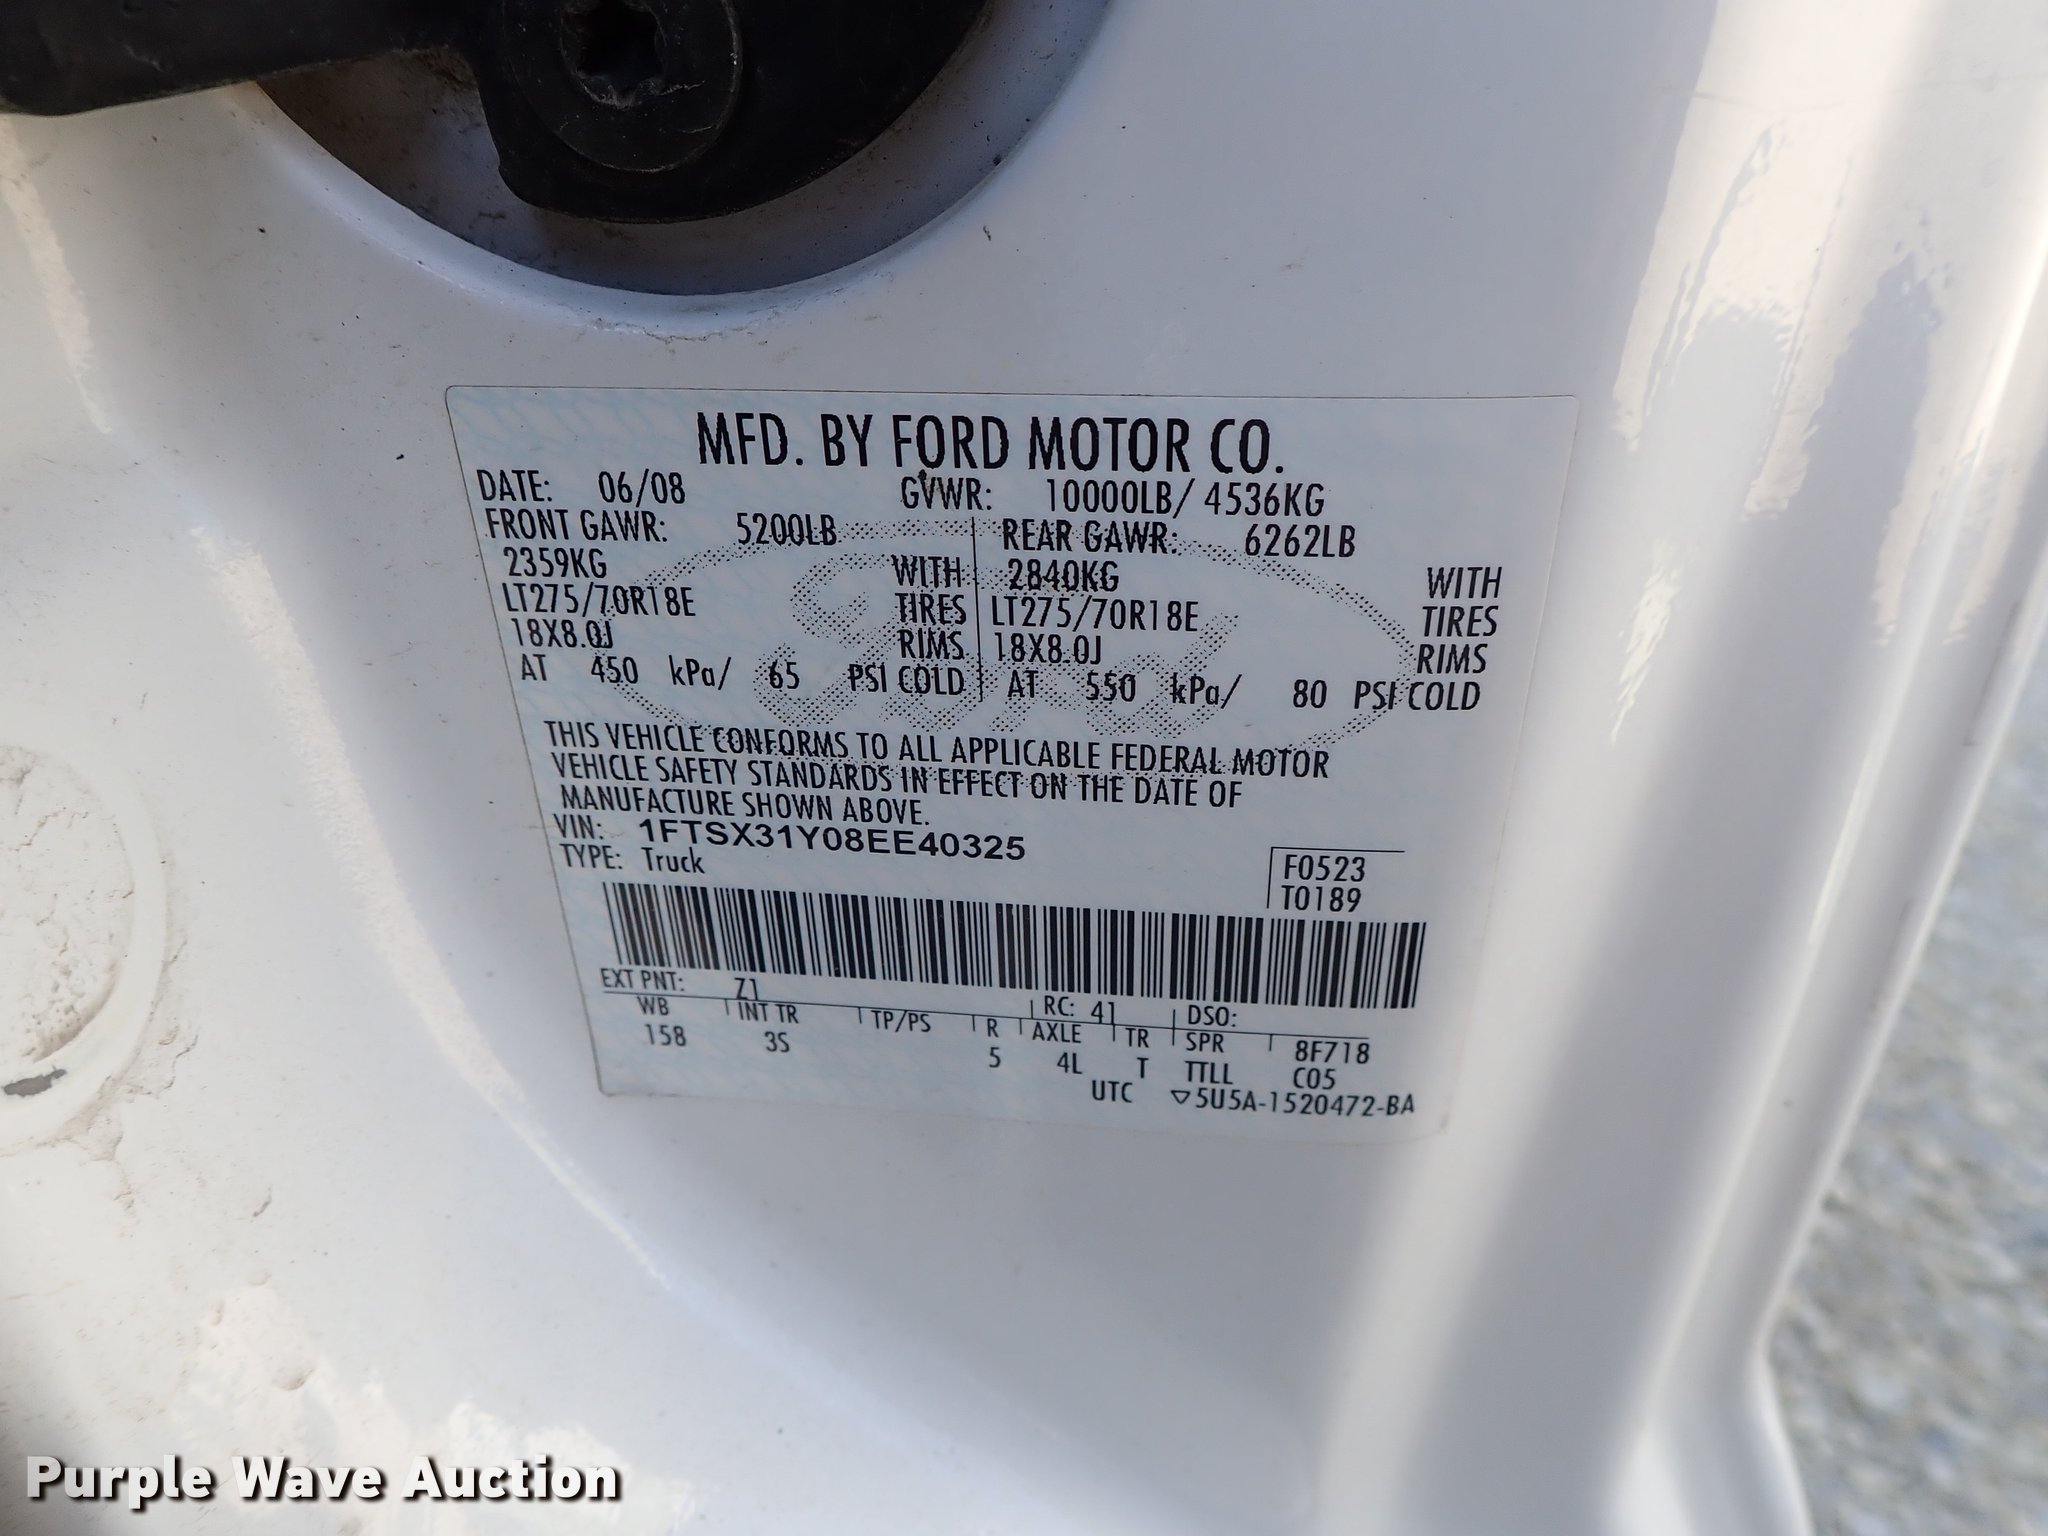 MFD. BY FORD MOTOR CO.
DATE: 06/08 GVWR: 10000LB/ 4536KG
FRONT GAWR: 5200LB REAR GAWR: 6262LB
2359KG WITH 2840KG WITH
LT275/70R18E TIRES LT275/70R18E TIRES
18X8.0J RIMS 18X8.0J RIMS
AT 450 kPa/ 65 PSI COLD AT 550 kPa/ 80 PSI COLD
THIS VEHICLE CONFORMS TO ALL APPLICABLE FEDERAL MOTOR
VEHICLE SAFETY STANDARDS IN EFFECT ON THE DATE OF
MANUFACTURE SHOWN ABOVE.
VIN: 1FTSX31Y08EE40325
TYPE: Truck
F0523
T0189
EXT PNT: Z1 RC: 41 DSO:
WB INT TR TP/PS R AXLE TR SPR 8F718
158 3S 5 4L T TTLL C05
UTC ▽5U5A-1520472-BA
Ford
Purple Wave Auction